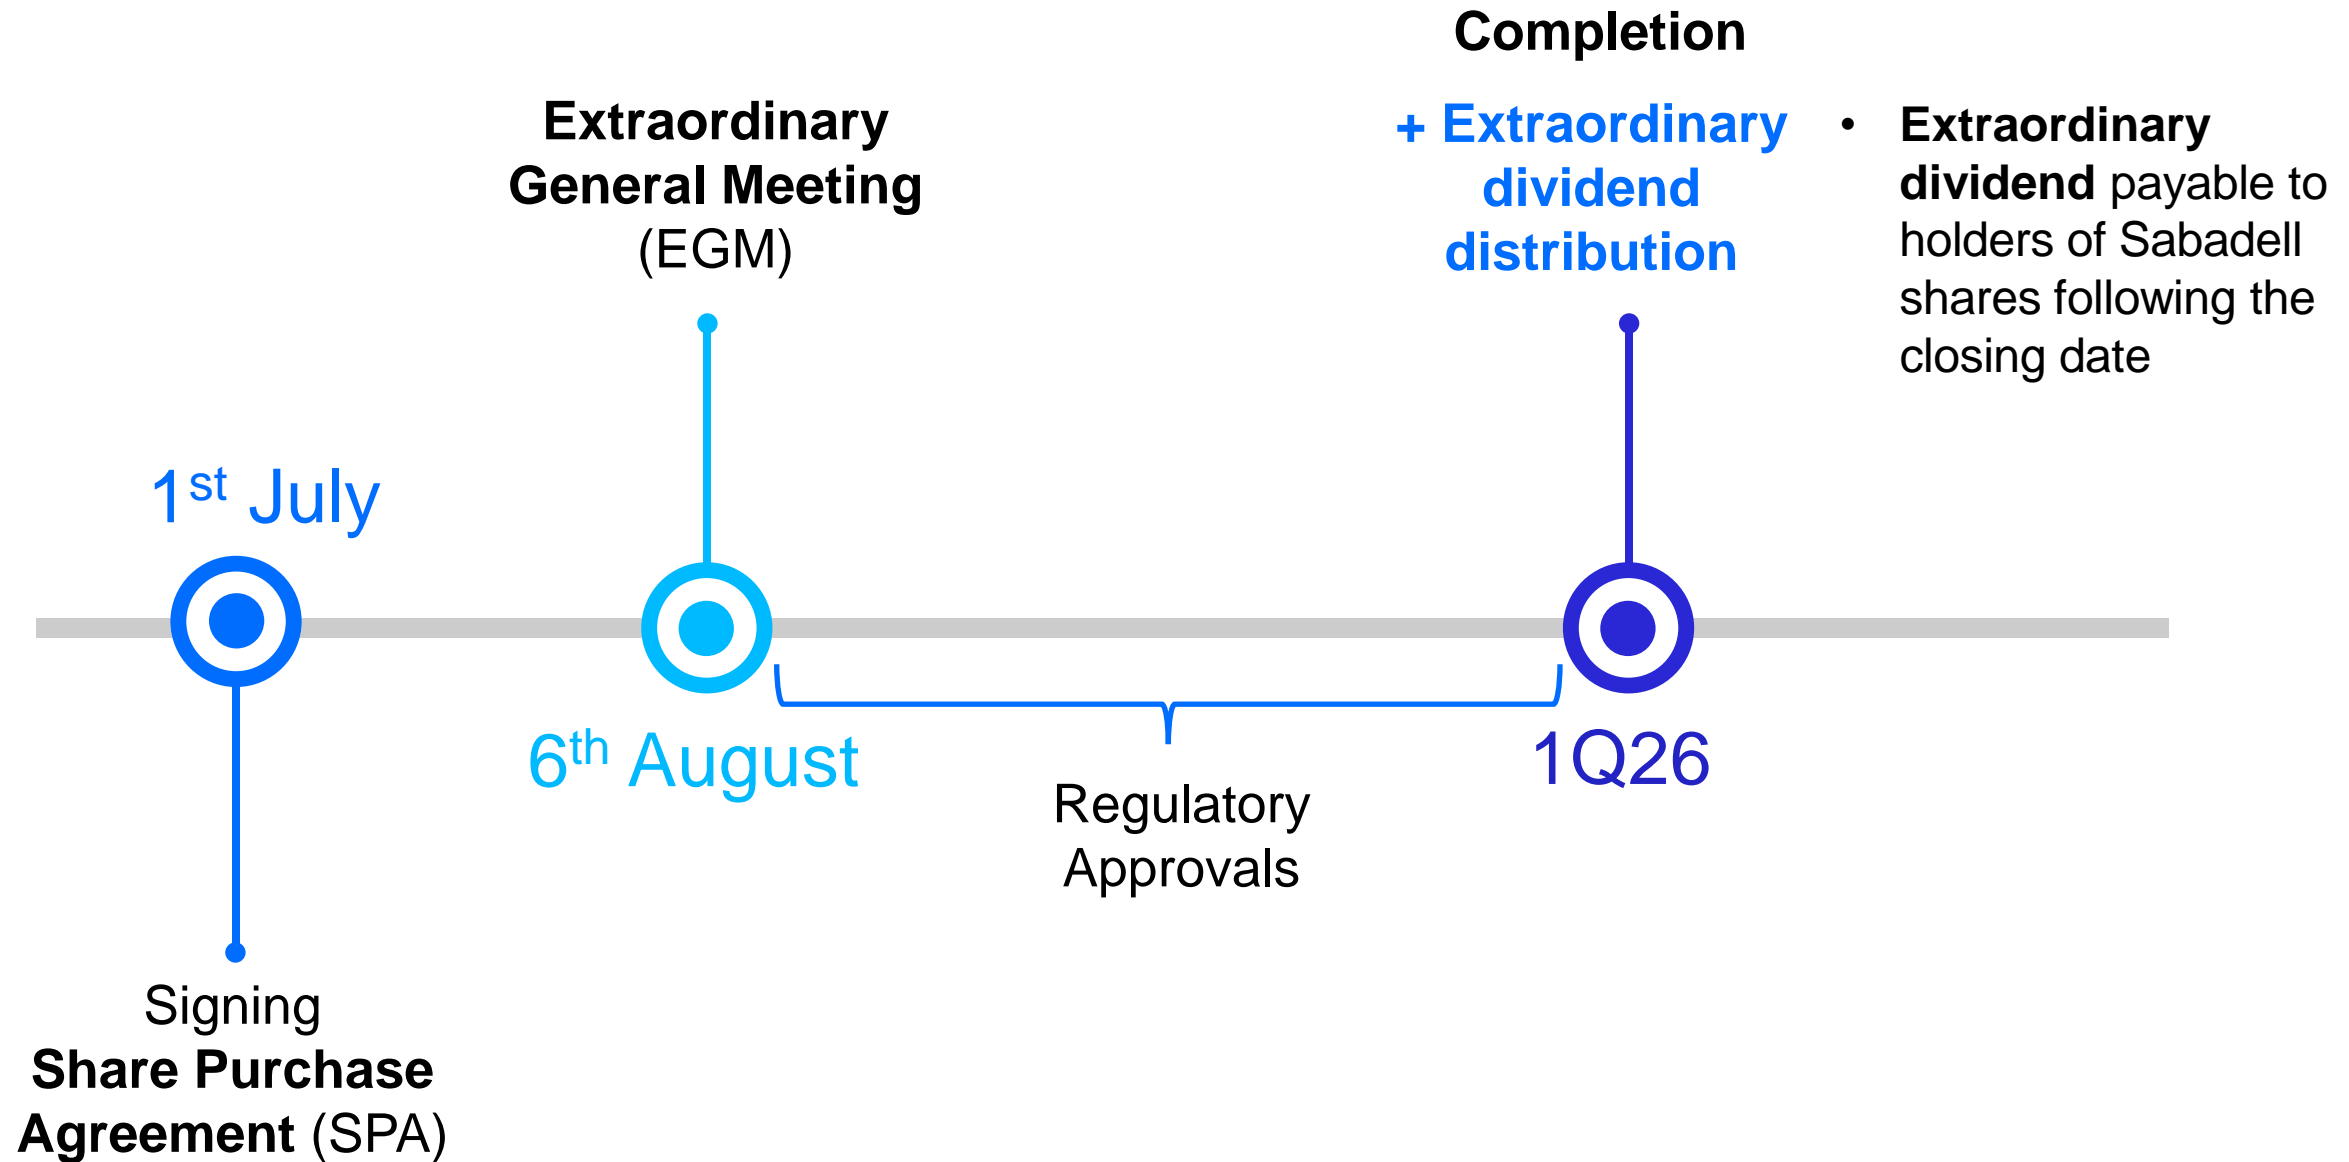 Completion
+ Extraordinary
dividend
distribution
• Extraordinary
dividend payable to
holders of Sabadell
shares following the
closing date
Extraordinary
General Meeting
(EGM)
1st July
6th August
1Q26
Regulatory
Approvals
Signing
Share Purchase
Agreement (SPA)